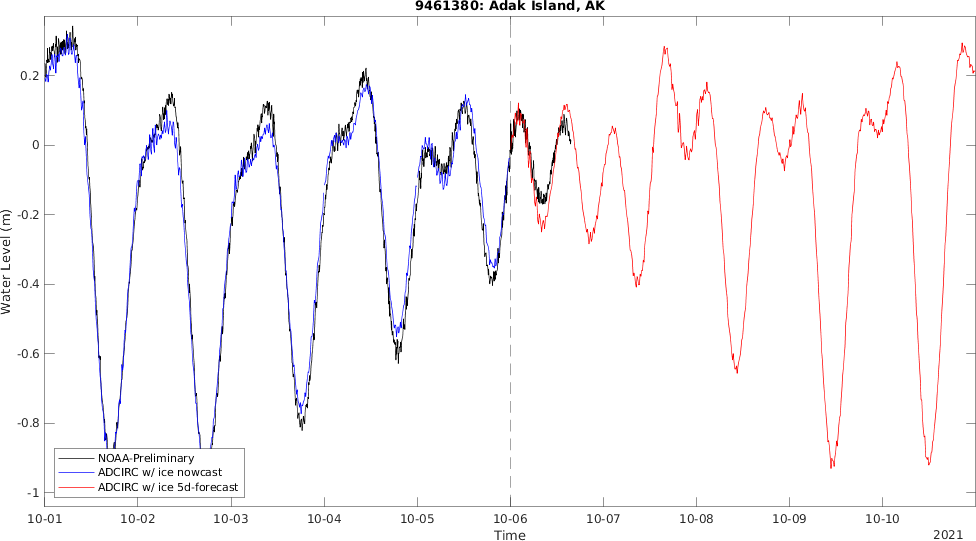 9461380: Adak Island, AK
Water Level (m)
0.2
0
-0.2
-0.4
-0.6
-0.8
-1
NOAA-Preliminary
ADCIRC w/ ice nowcast
ADCIRC w/ ice 5d-forecast
10-01 10-02 10-03 10-04 10-05 10-06 10-07 10-08 10-09 10-10
Time
2021